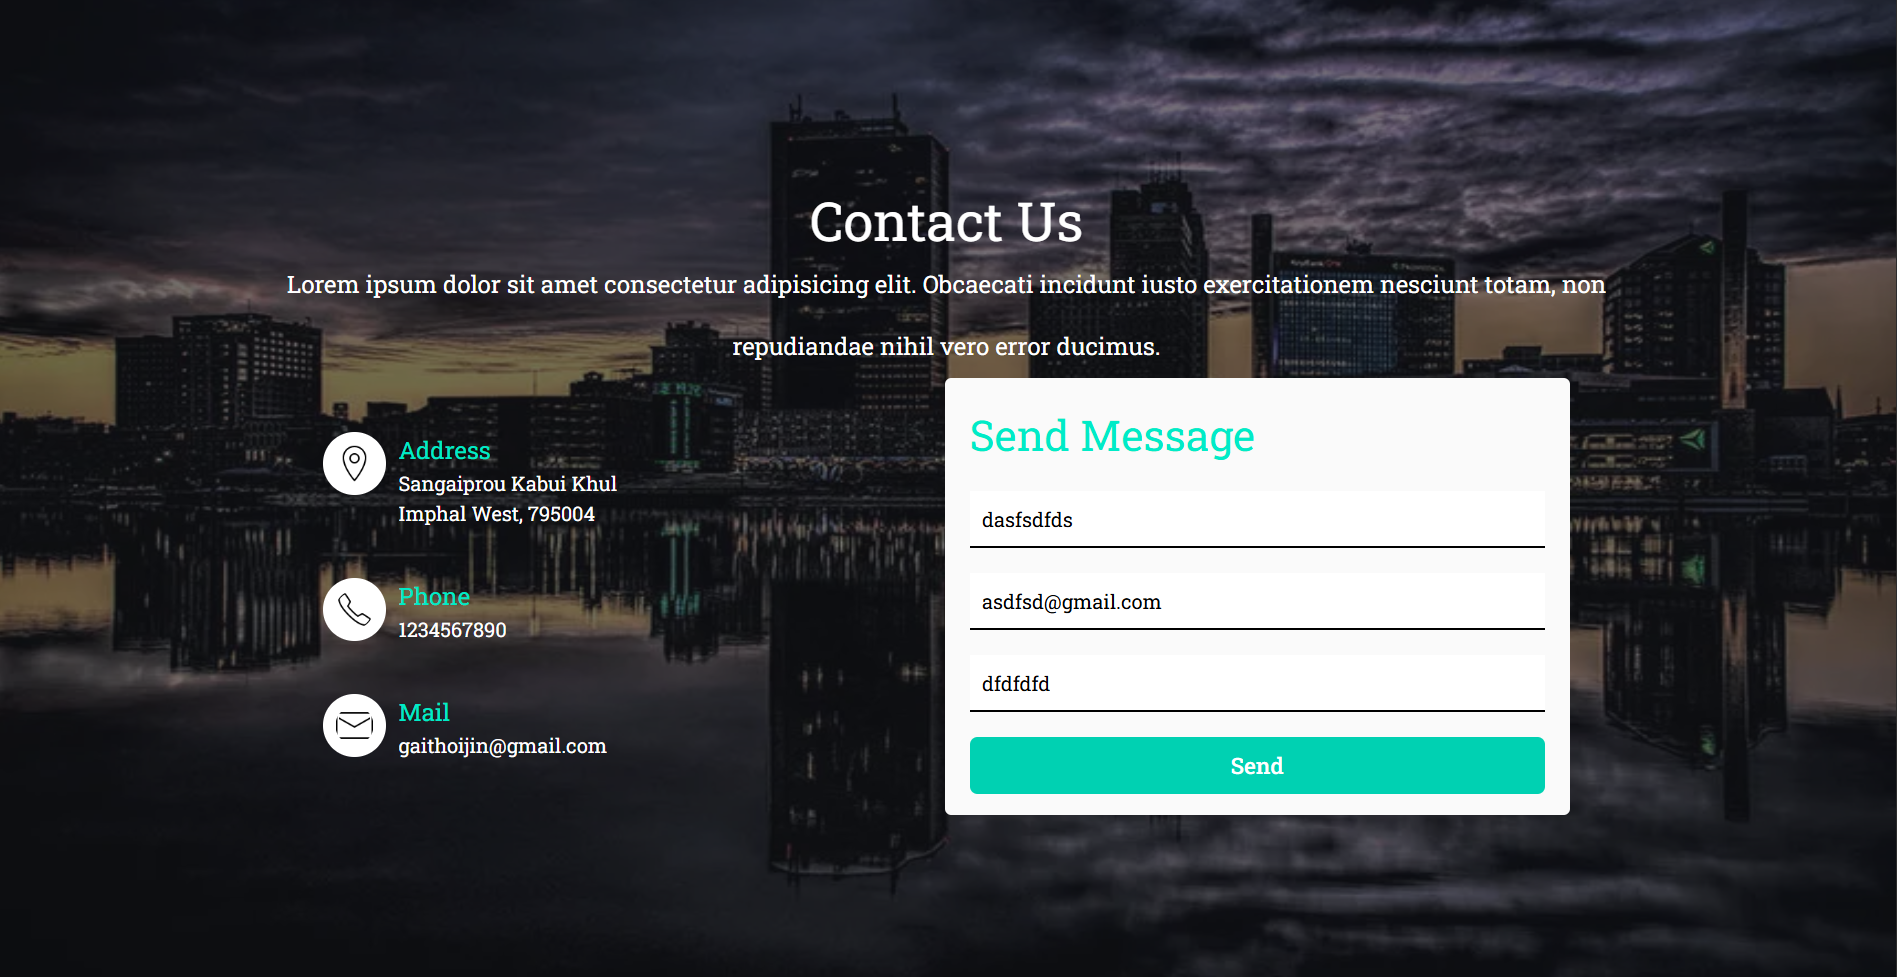 Contact Us
Lorem ipsum dolor sit amet consectetur adipisicing elit. Obcaecati incidunt iusto exercitationem nesciunt totam, non
repudiandae nihil vero error ducimus.
Address
Sangaiprou Kabui Khul
Imphal West, 795004
Phone
1234567890
Mail
gaithoijin@gmail.com
Send Message
dasfsdfds
asdfsd@gmail.com
dfdfdfd
Send